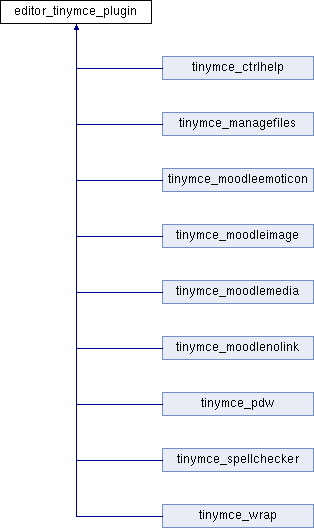 editor_tinymce_plugin
tinymce_ctrlhelp
tinymce_managefiles
tinymce_moodleemoticon
tinymce_moodleimage
tinymce_moodlemedia
tinymce_moodlenolink
tinymce_pdw
tinymce_spellchecker
tinymce_wrap